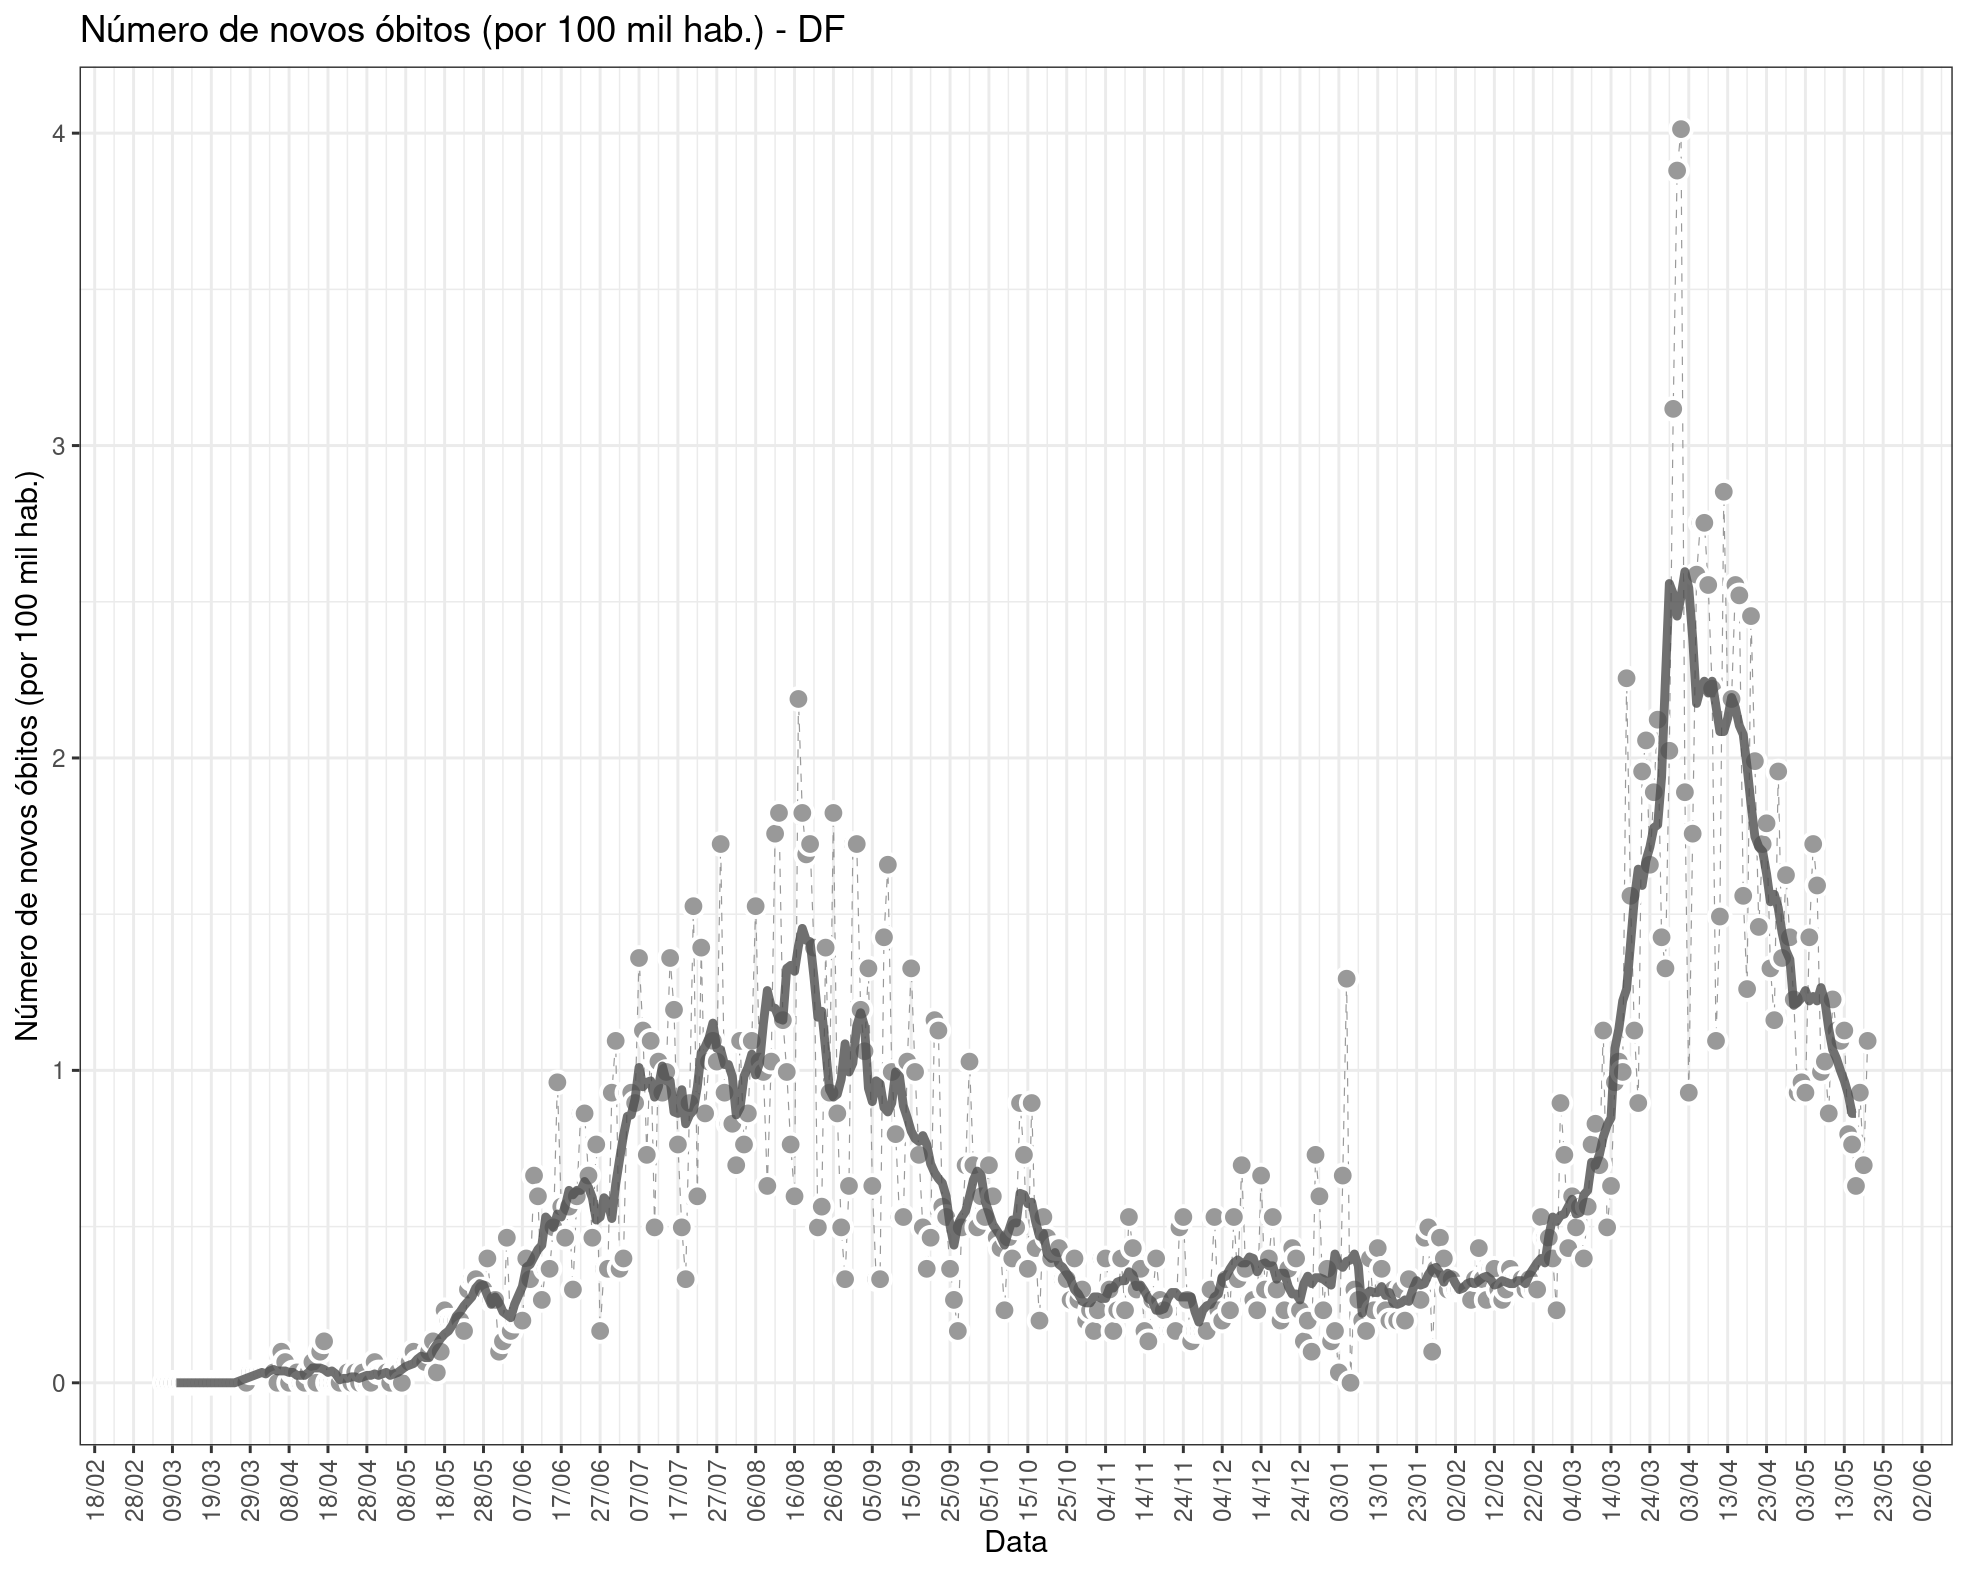 Número de novos óbitos (por 100 mil hab.) - DF
Número de novos óbitos (por 100 mil hab.)
4
3
2
1
0
18/02 28/02 09/03 19/03 29/03 08/04 18/04 28/04 08/05 18/05 28/05 07/06 17/06 27/06 07/07 17/07 27/07 06/08 16/08 26/08 05/09 15/09 25/09 05/10 15/10 25/10 04/11 14/11 24/11 04/12 14/12 24/12 03/01 13/01 23/01 02/02 12/02 22/02 04/03 14/03 24/03 03/04 13/04 23/04 03/05 13/05 23/05 02/06
Data